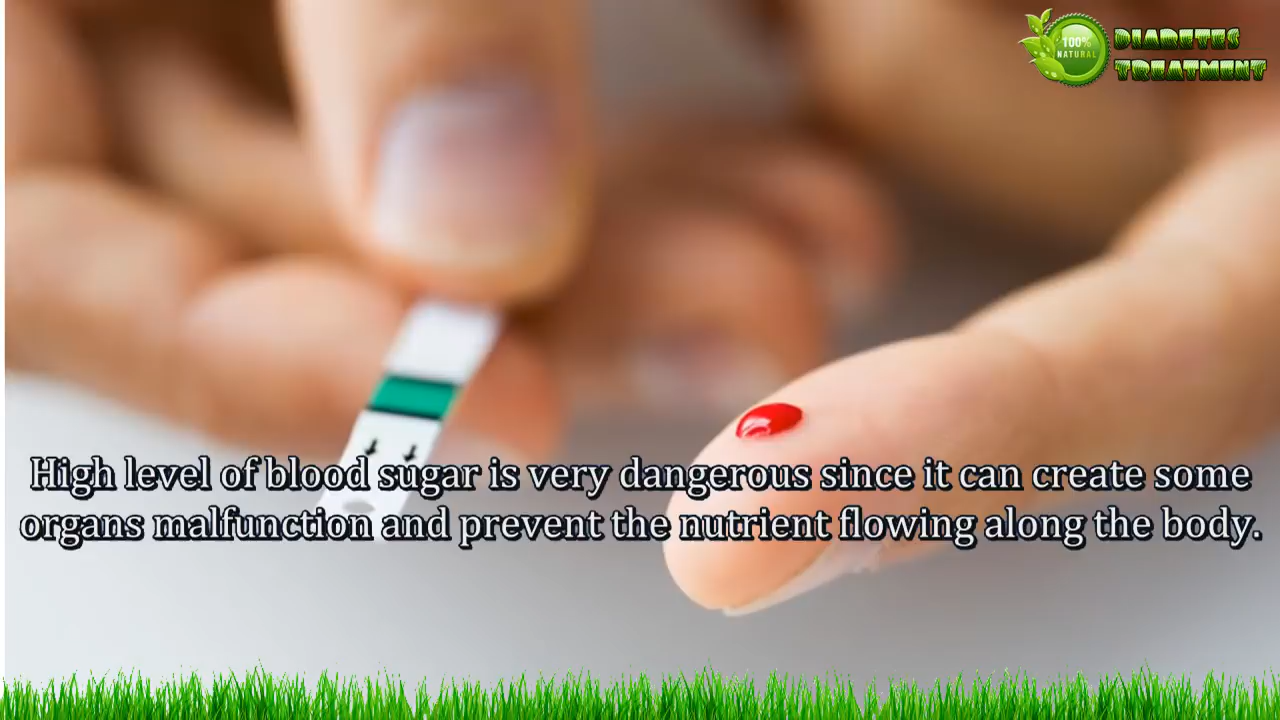 100%
NATURAL
DIABETES
TREATMENT
High level of blood sugar is very dangerous since it can create some
organs malfunction and prevent the nutrient flowing along the body.